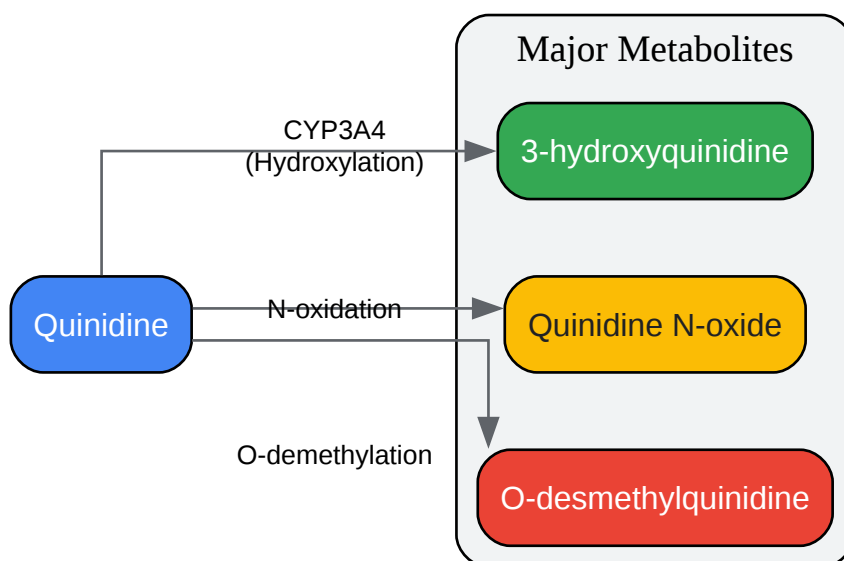 Major Metabolites
CYP3A4
(Hydroxylation)
3-hydroxyquinidine
Quinidine
N-oxidation
Quinidine N-oxide
O-demethylation
O-desmethylquinidine